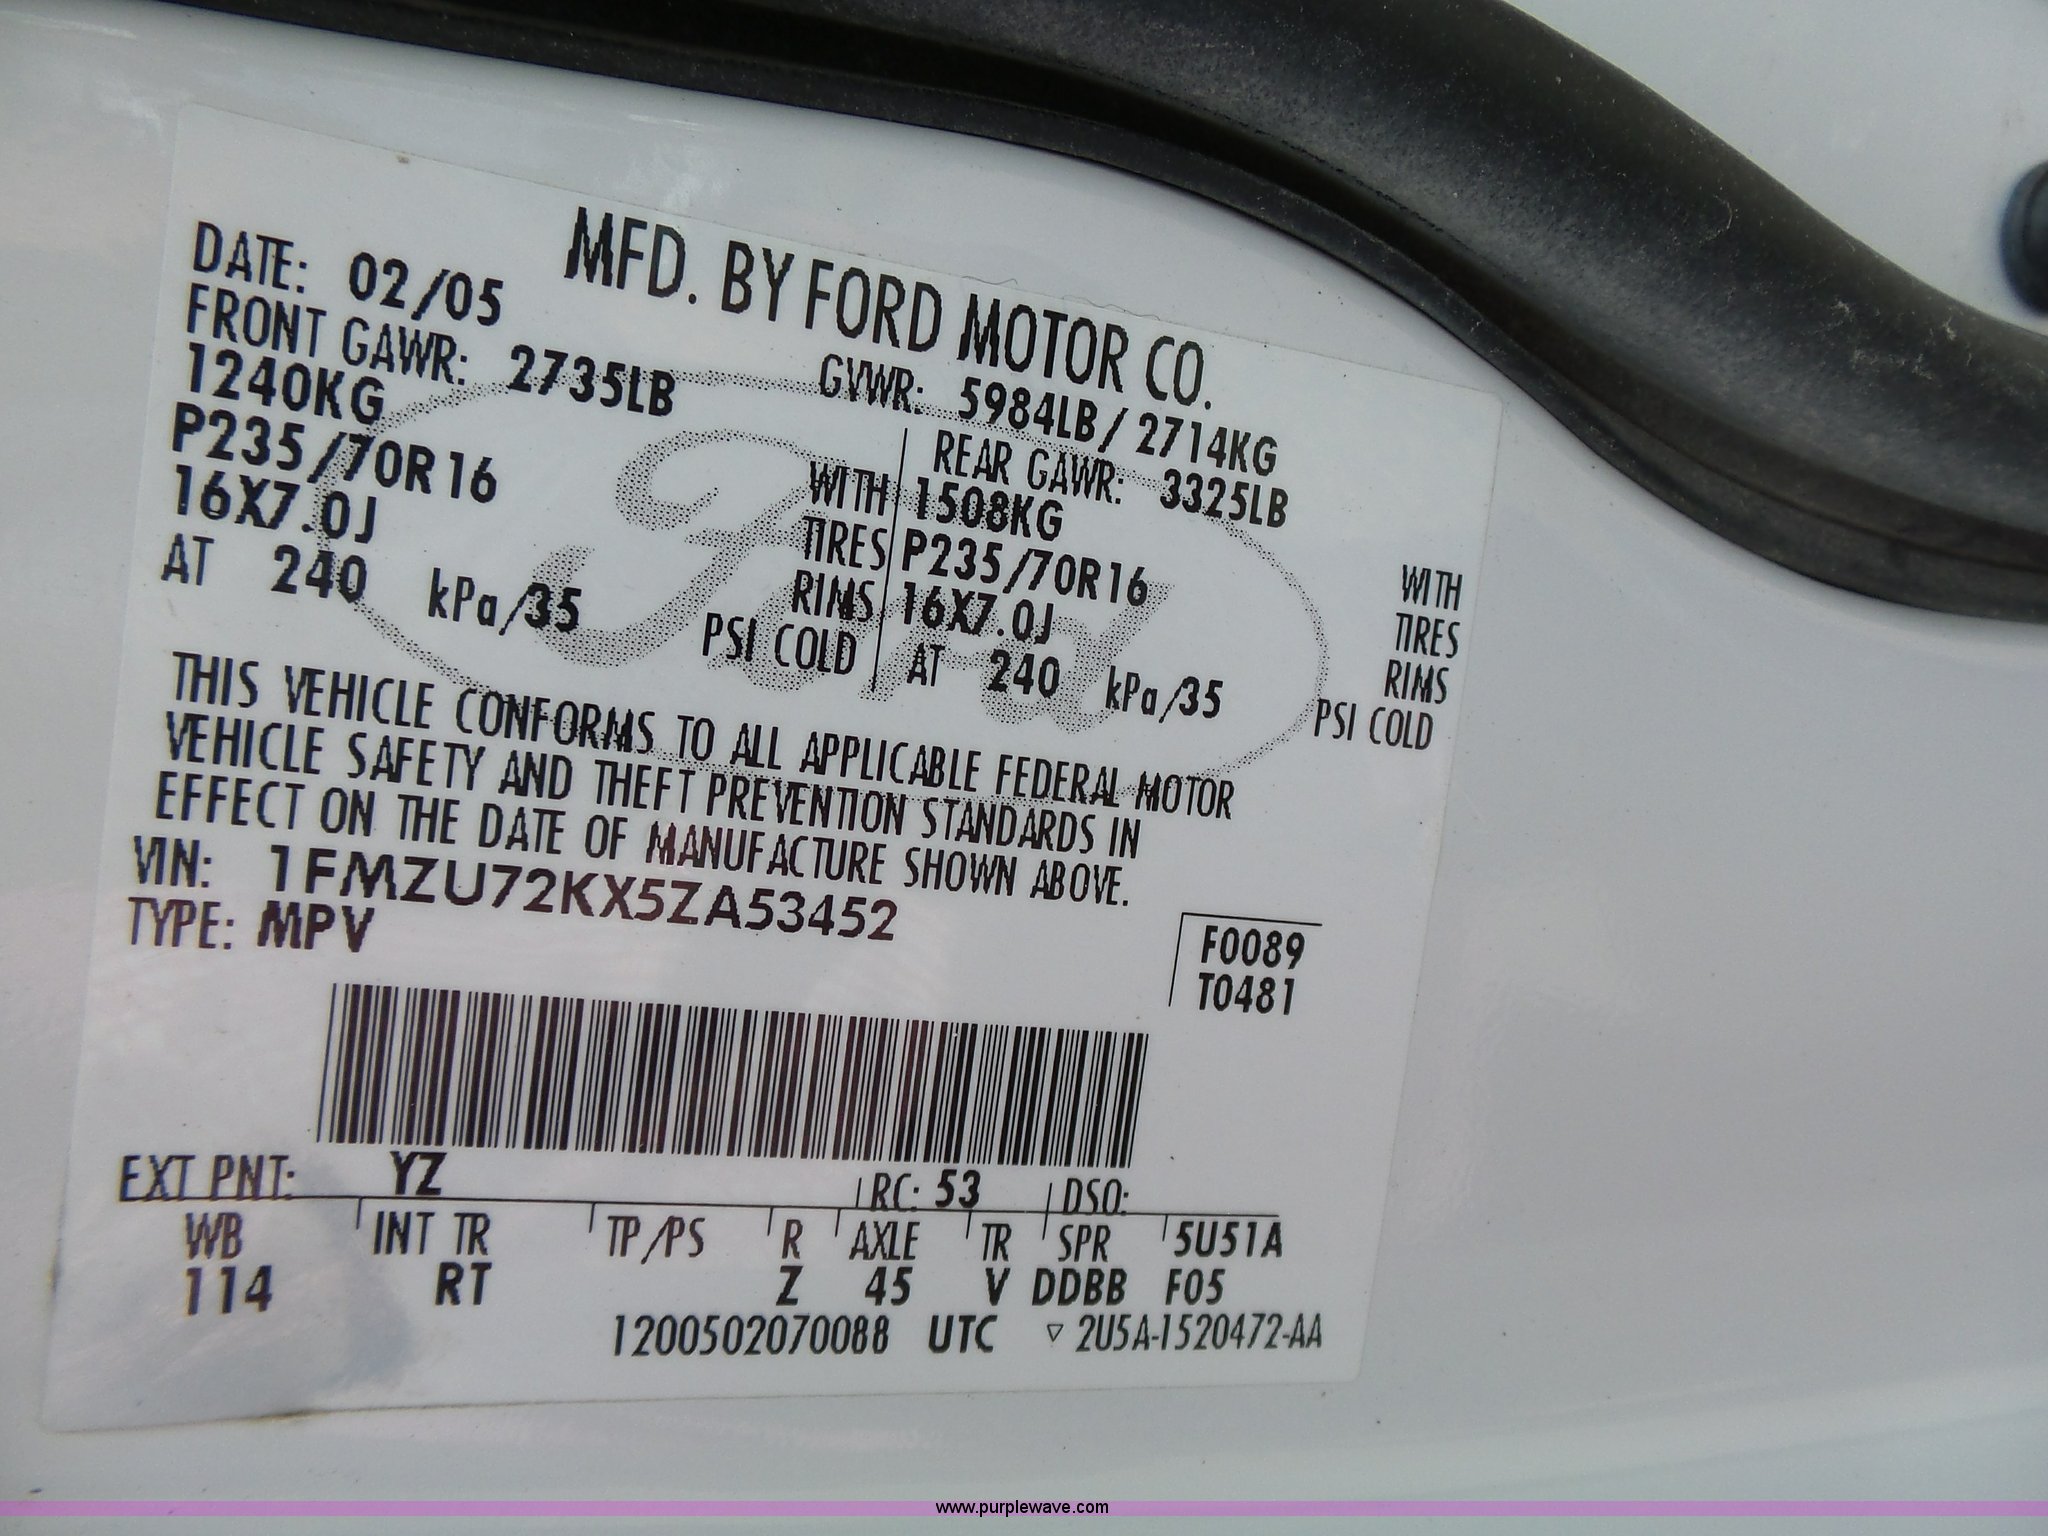 MFD. BY FORD MOTOR CO.
DATE: 02/05 GVWR: 5984LB/2714KG
FRONT GAWR: 2735LB REAR GAWR: 3325LB
1240KG WITH 1508KG WITH
P235/70R16 TIRES P235/70R16 TIRES
16X7.0J RIMS 16X7.0J RIMS
AT 240 kPa/35 PSI COLD AT 240 kPa/35 PSI COLD
Ford
THIS VEHICLE CONFORMS TO ALL APPLICABLE FEDERAL MOTOR
VEHICLE SAFETY AND THEFT PREVENTION STANDARDS IN
EFFECT ON THE DATE OF MANUFACTURE SHOWN ABOVE.
VIN: 1FMZU72KX5ZA53452
TYPE: MPV
F0089
T0481
EXT PNT: YZ RC: 53 DSO:
WB INT TR TP/PS R AXLE TR SPR 5U51A
114 RT Z 45 V DDBB F05
1200502070088 UTC ▽ 2U5A-1520472-AA
www.purplewave.com